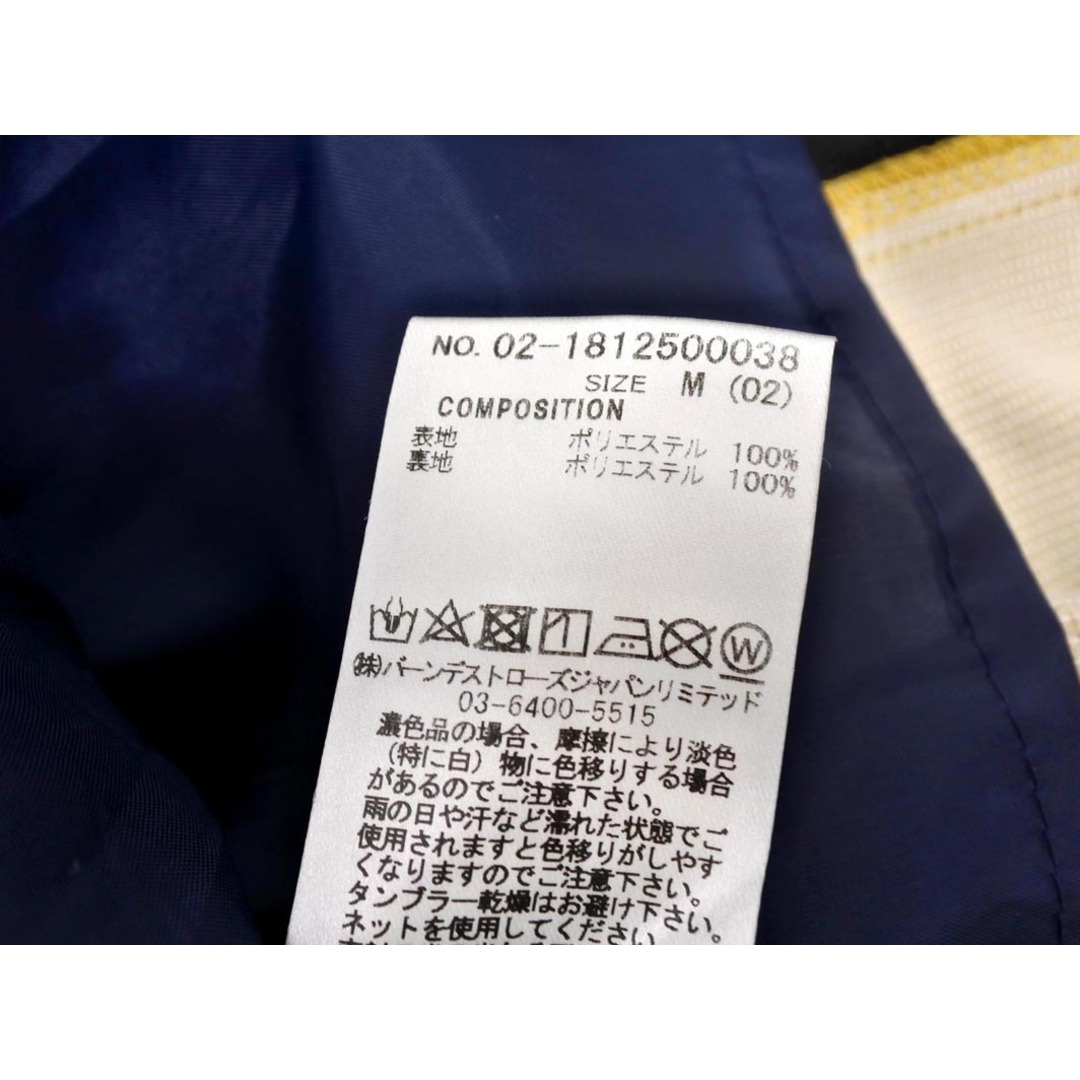 NO. 02-1812500038
SIZE M (02)
COMPOSITION
表地 ポリエステル 100%
裏地 ポリエステル 100%
W
㈱バーンデストローズジャパンリミテッド
03-6400-5515
濃色品の場合、摩擦により淡色
(特に白) 物に色移りする場合
があるのでご注意下さい。
雨の日や汗など濡れた状態でご
使用されますと色移りがしやす
くなりますのでご注意下さい。
タンブラー乾燥はお避け下さい。
ネットを使用してください